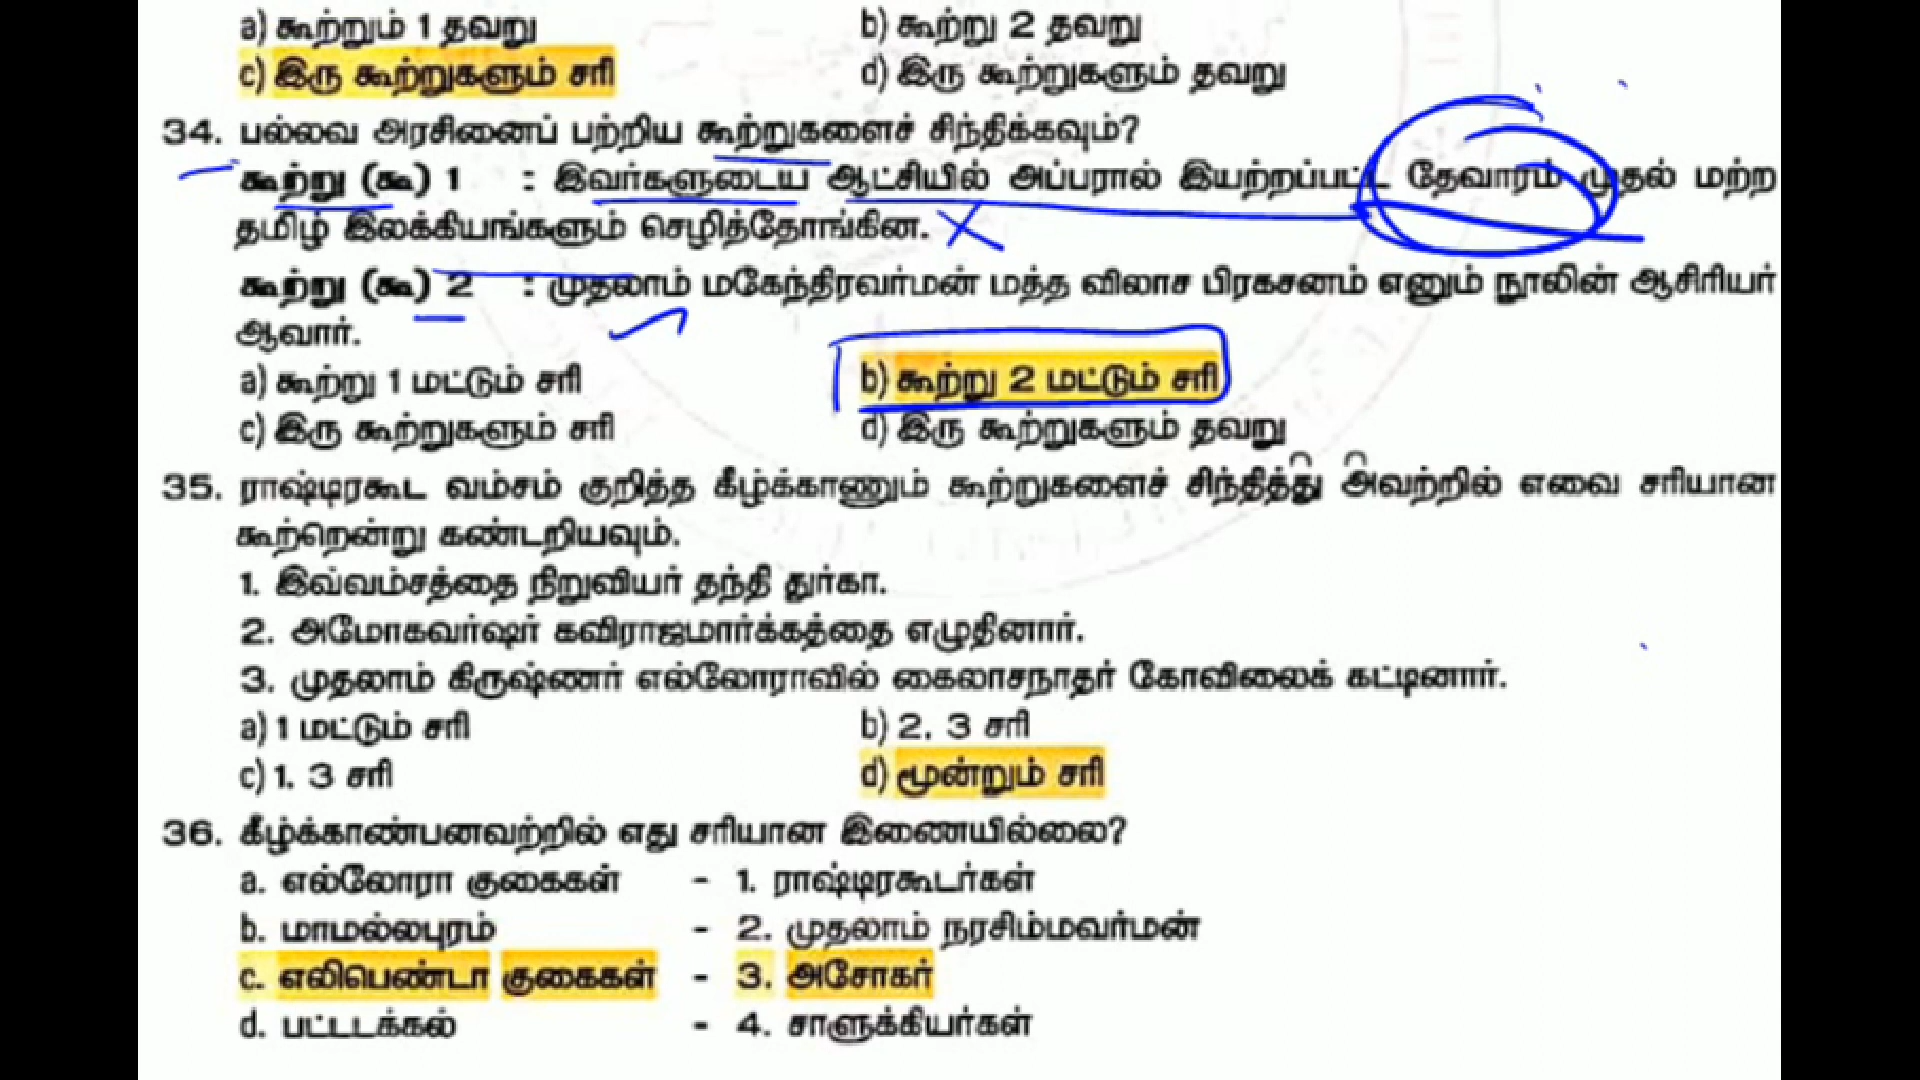 a) கூற்றும் 1 தவறு b) கூற்று 2 தவறு
c) இரு கூற்றுகளும் சரி d) இரு கூற்றுகளும் தவறு
34. பல்லவ அரசினைப் பற்றிய கூற்றுகளைச் சிந்திக்கவும்?
கூற்று (கூ) 1 : இவர்களுடைய ஆட்சியில் அப்பரால் இயற்றப்பட்ட தேவாரம் முதல் மற்ற
தமிழ் இலக்கியங்களும் செழித்தோங்கின.
கூற்று (கூ) 2 : முதலாம் மகேந்திரவர்மன் மத்த விலாச பிரகசனம் எனும் நூலின் ஆசிரியர்
ஆவார்.
a) கூற்று 1 மட்டும் சரி b) கூற்று 2 மட்டும் சரி
c) இரு கூற்றுகளும் சரி d) இரு கூற்றுகளும் தவறு
35. ராஷ்டிரகூட வம்சம் குறித்த கீழ்க்காணும் கூற்றுகளைச் சிந்தித்து அவற்றில் எவை சரியான
கூற்றென்று கண்டறியவும்.
1. இவ்வம்சத்தை நிறுவியர் தந்தி துர்கா.
2. அமோகவர்ஷர் கவிராஜமார்க்கத்தை எழுதினார்.
3. முதலாம் கிருஷ்ணர் எல்லோராவில் கைலாசநாதர் கோவிலைக் கட்டினார்.
a) 1 மட்டும் சரி b) 2. 3 சரி
c) 1. 3 சரி d) மூன்றும் சரி
36. கீழ்க்காண்பனவற்றில் எது சரியான இணையில்லை?
a. எல்லோரா குகைகள் - 1. ராஷ்டிரகூடர்கள்
b. மாமல்லபுரம் - 2. முதலாம் நரசிம்மவர்மன்
c. எலிபெண்டா குகைகள் - 3. அசோகர்
d. பட்டடக்கல் - 4. சாளுக்கியர்கள்